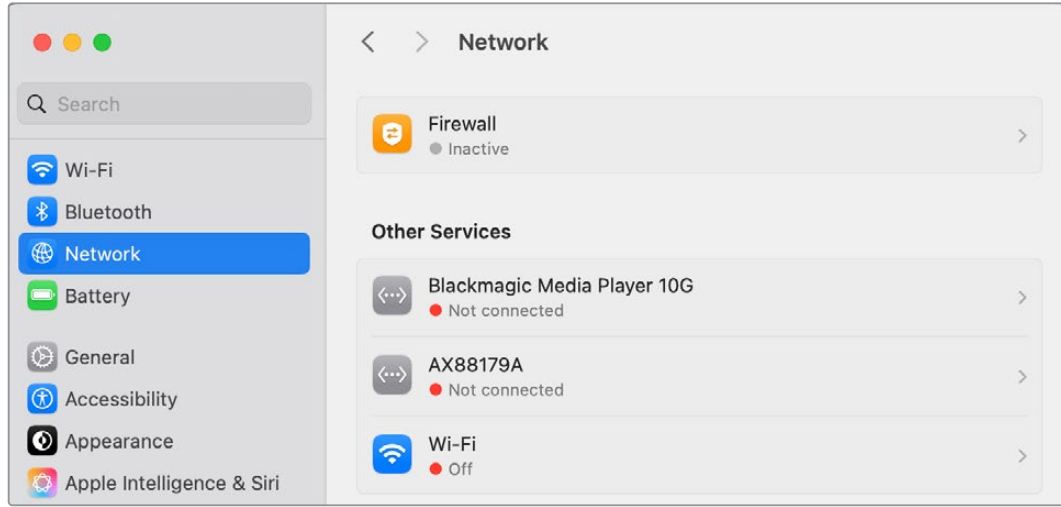 Search
Wi-Fi
Bluetooth
Network
Battery
General
Accessibility
Appearance
Apple Intelligence & Siri
Network
Firewall
Inactive
Other Services
Blackmagic Media Player 10G
Not connected
AX88179A
Not connected
Wi-Fi
Off